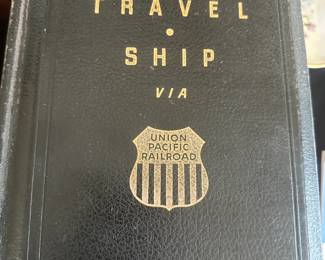 TRAVEL
•
SHIP
VIA
UNION
PACIFIC
RAILROAD